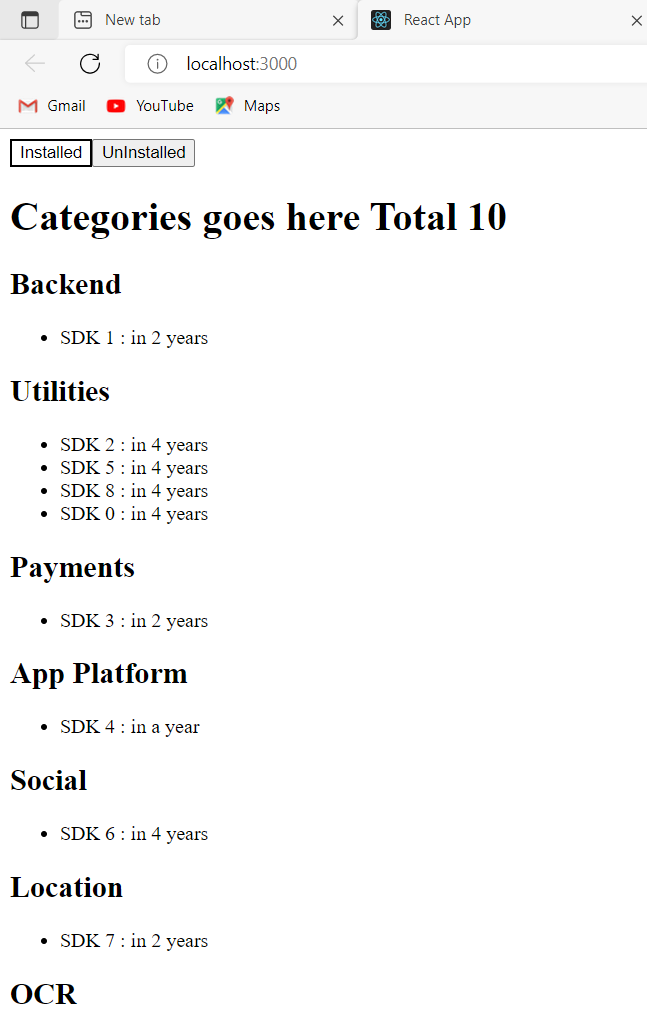 New tab
React App
localhost:3000
Gmail YouTube Maps
Installed UnInstalled
Categories goes here Total 10
Backend
SDK 1 : in 2 years
Utilities
SDK 2 : in 4 years
SDK 5 : in 4 years
SDK 8 : in 4 years
SDK 0 : in 4 years
Payments
SDK 3 : in 2 years
App Platform
SDK 4 : in a year
Social
SDK 6 : in 4 years
Location
SDK 7 : in 2 years
OCR